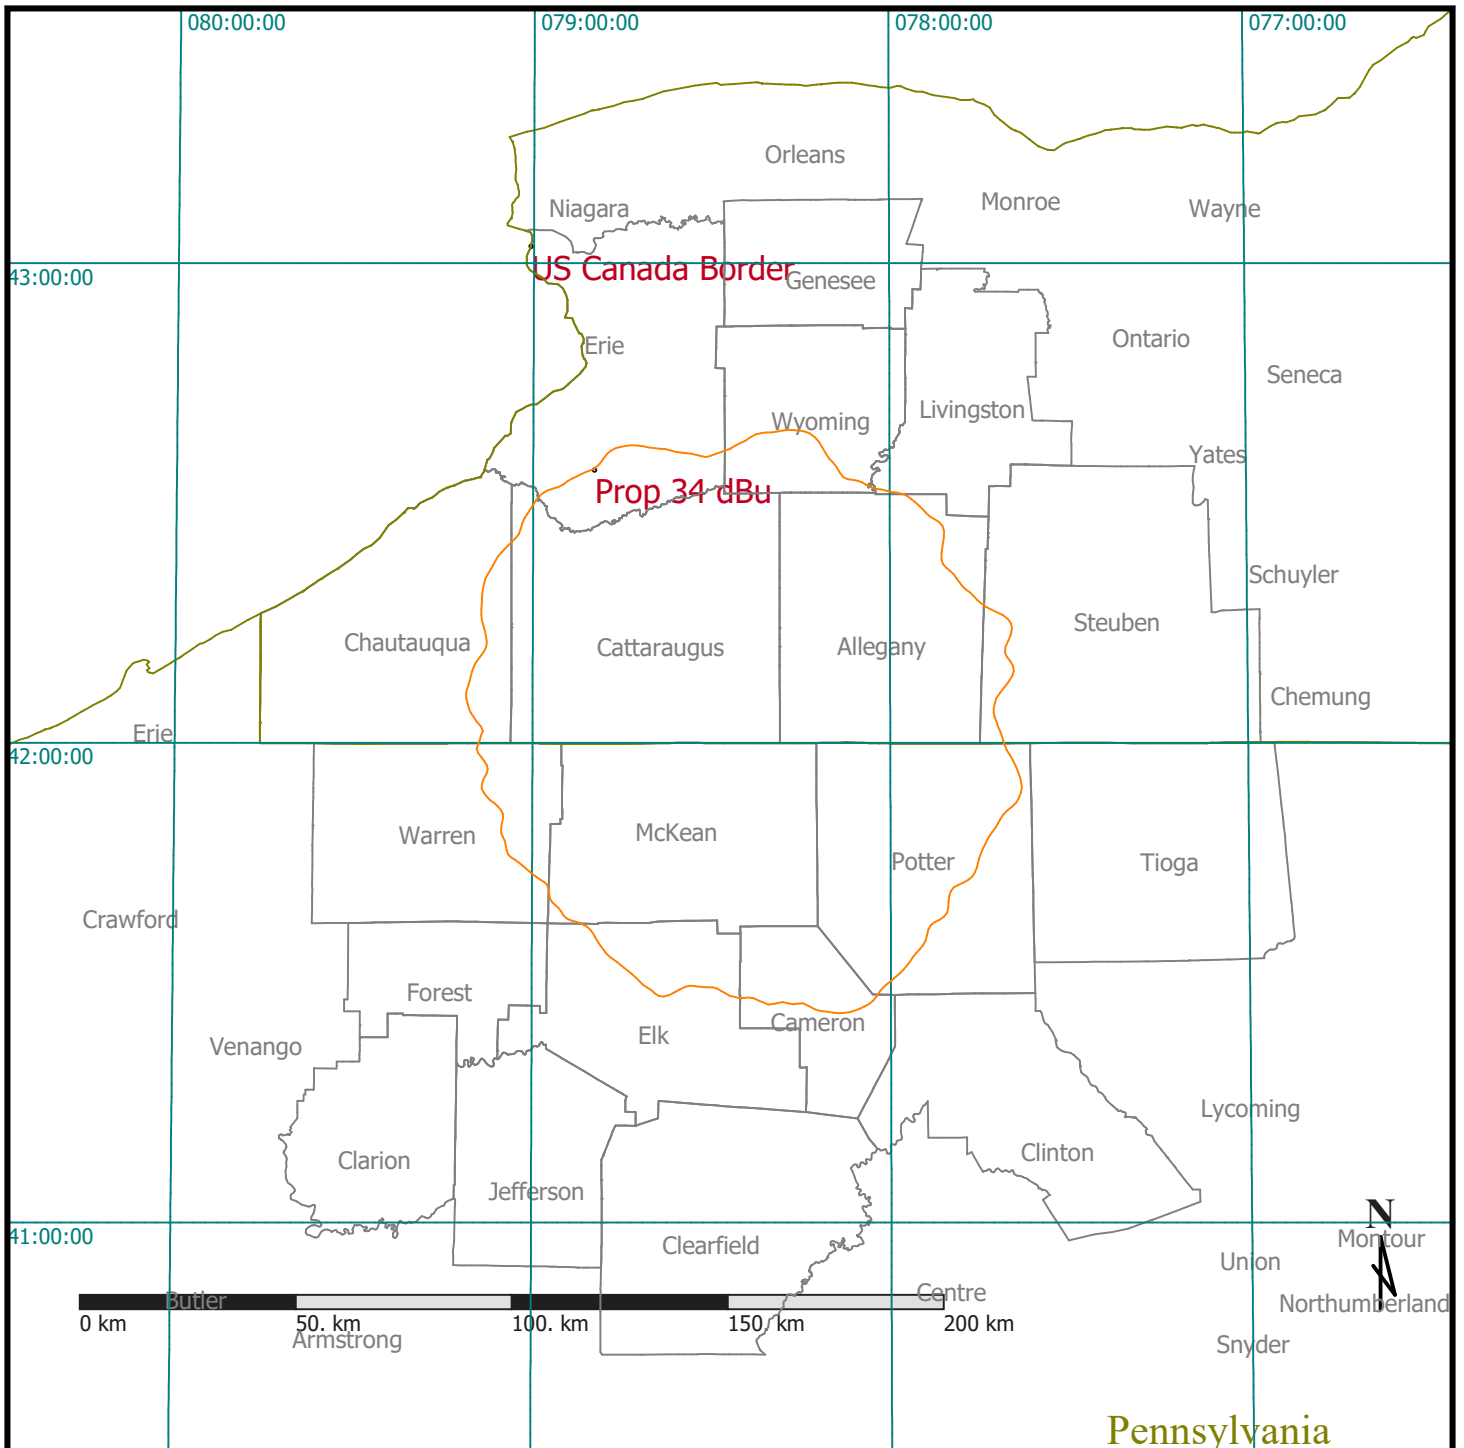 080:00:00
079:00:00
078:00:00
077:00:00
Orleans
Monroe
Niagara
Wayne
US Canada Border
43:00:00
Genesee
Ontario
Erie
Seneca
Livingston
Wyoming
Yates
Prop 34 dBu
Schuyler
Steuben
Chautauqua
Cattaraugus
Allegany
Chemung
Erie
42:00:00
Warren
McKean
Potter
Tioga
Crawford
Forest
Cameron
Elk
Venango
Lycoming
Clinton
Clarion
Jefferson
N
41:00:00
Montour
Clearfield
Union
Centre
Butler
Northumberland
0 km
50. km
100. km
150 km
200 km
Armstrong
Snyder
Pennsylvania